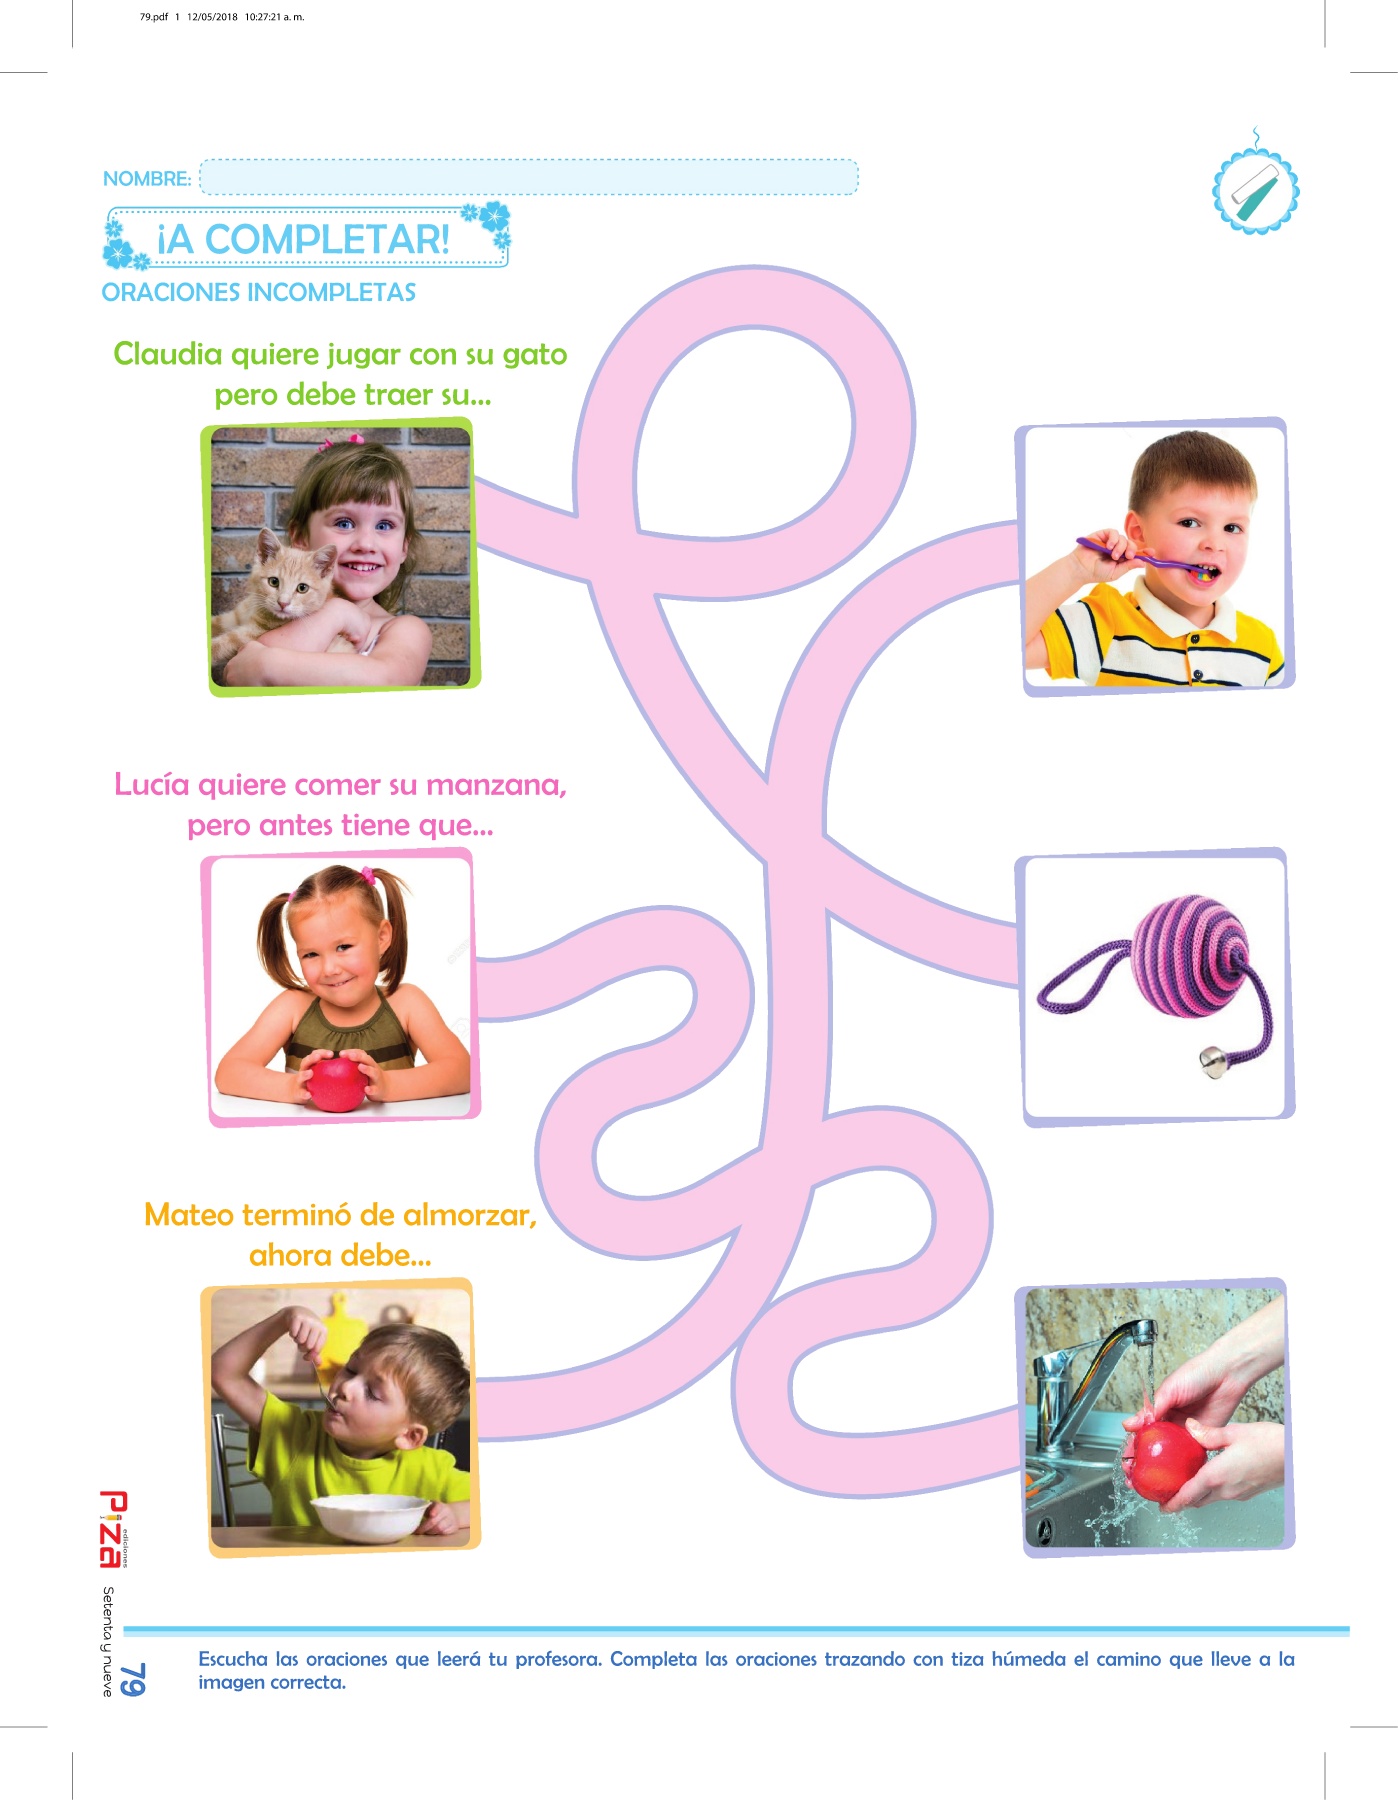 79.pdf 1 12/05/2018 10:27:21 a. m.
NOMBRE:
¡A COMPLETAR!
ORACIONES INCOMPLETAS
Claudia quiere jugar con su gato
pero debe traer su...
Lucía quiere comer su manzana,
pero antes tiene que...
Mateo terminó de almorzar,
ahora debe...
Piza
ediciones
Setenta y nueve
79
Escucha las oraciones que leerá tu profesora. Completa las oraciones trazando con tiza húmeda el camino que lleve a la
imagen correcta.